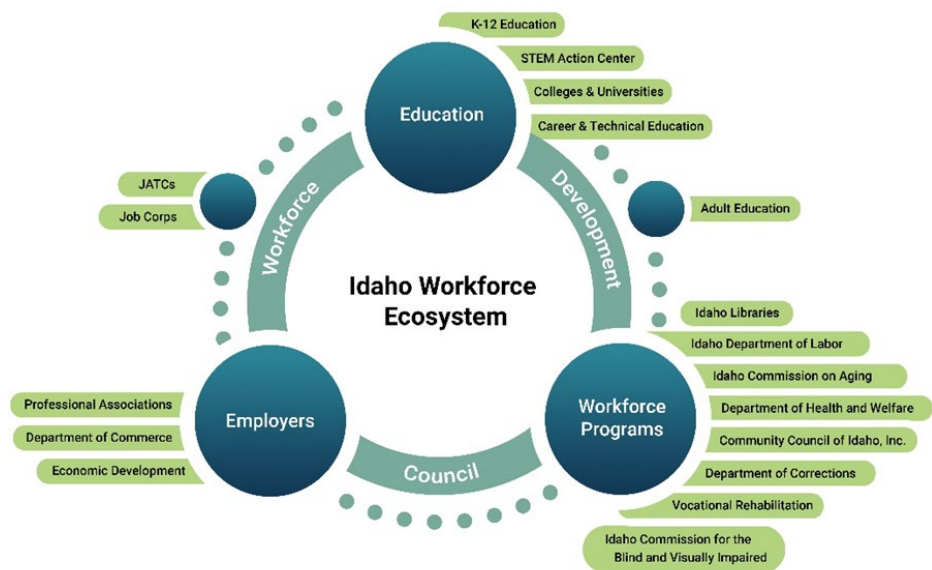 K-12 Education
STEM Action Center
Colleges & Universities
Career & Technical Education
Education
JATCs
Job Corps
Workforce
Development
Adult Education
Idaho Workforce
Ecosystem
Idaho Libraries
Idaho Department of Labor
Idaho Commission on Aging
Department of Health and Welfare
Community Council of Idaho, Inc.
Department of Corrections
Vocational Rehabilitation
Idaho Commission for the
Blind and Visually Impaired
Workforce
Programs
Professional Associations
Department of Commerce
Economic Development
Employers
Council